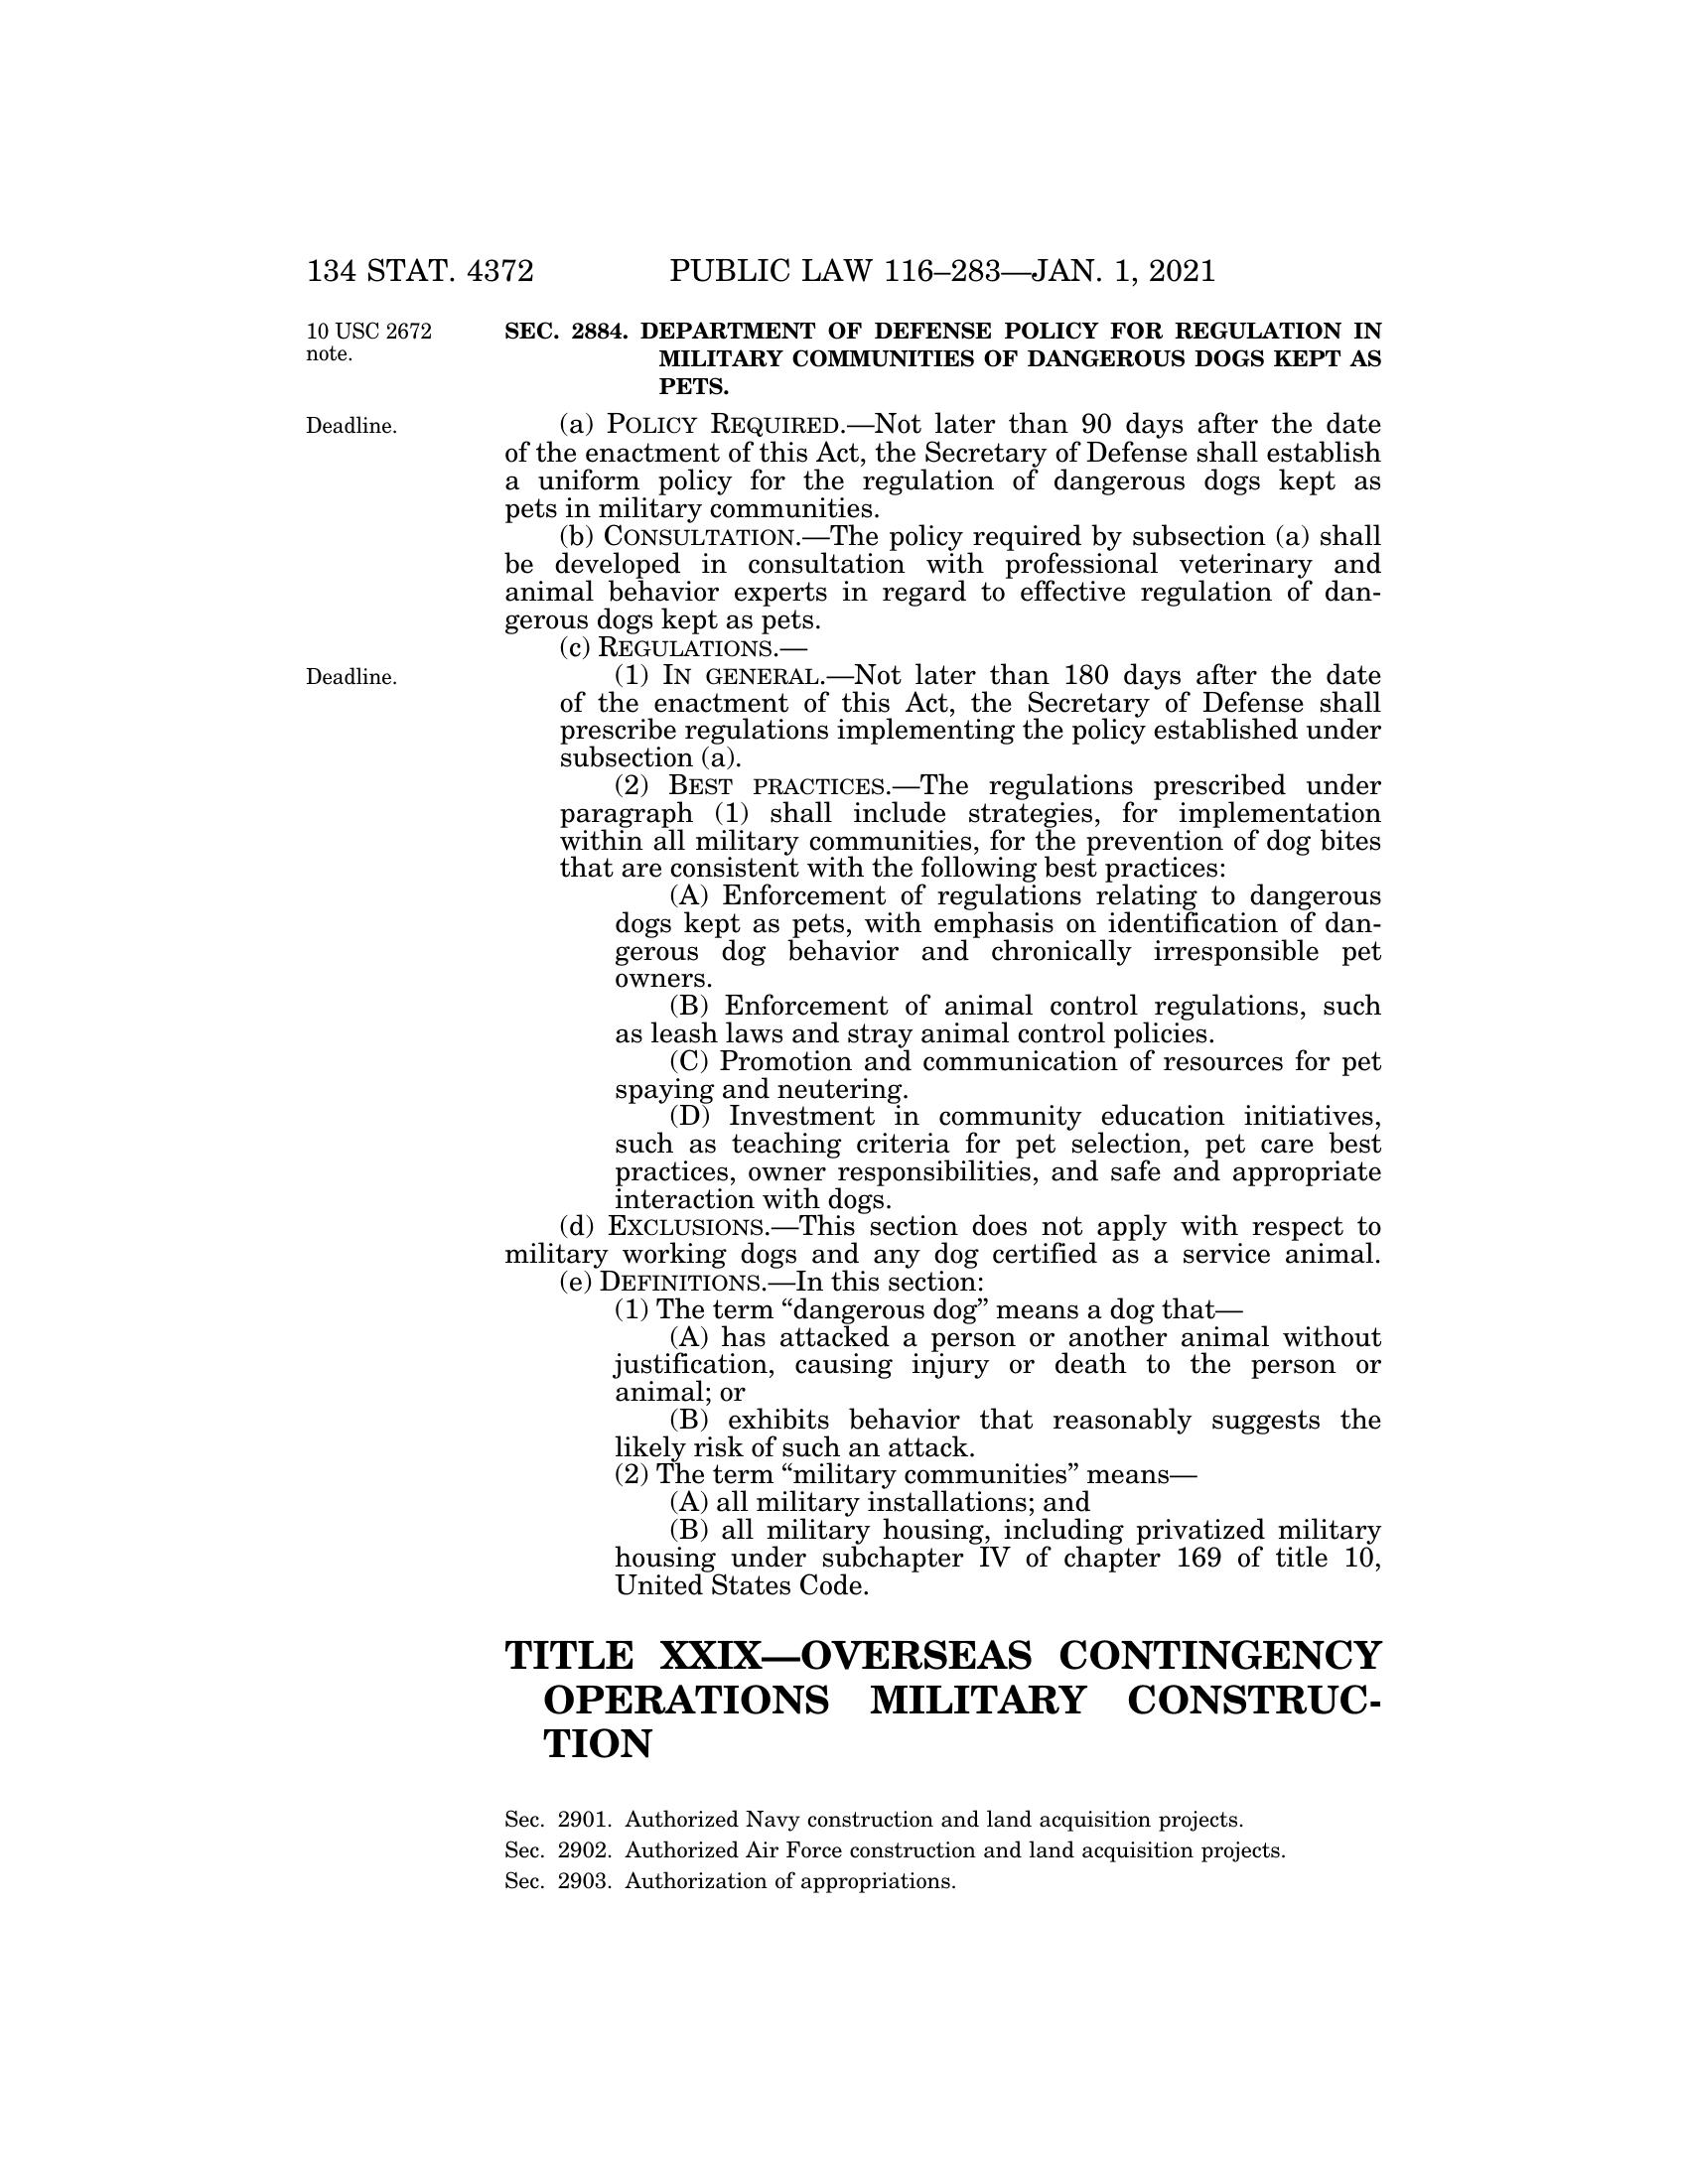 134 STAT. 4372
PUBLIC LAW 116–283—JAN. 1, 2021
10 USC 2672
note.
SEC. 2884. DEPARTMENT OF DEFENSE POLICY FOR REGULATION IN
MILITARY COMMUNITIES OF DANGEROUS DOGS KEPT AS
PETS.
Deadline.
(a) POLICY REQUIRED.—Not later than 90 days after the date
of the enactment of this Act, the Secretary of Defense shall establish
a uniform policy for the regulation of dangerous dogs kept as
pets in military communities.
(b) CONSULTATION.—The policy required by subsection (a) shall
be developed in consultation with professional veterinary and
animal behavior experts in regard to effective regulation of dan-
gerous dogs kept as pets.
(c) REGULATIONS.—
Deadline.
(1) IN GENERAL.—Not later than 180 days after the date
of the enactment of this Act, the Secretary of Defense shall
prescribe regulations implementing the policy established under
subsection (a).
(2) BEST PRACTICES.—The regulations prescribed under
paragraph (1) shall include strategies, for implementation
within all military communities, for the prevention of dog bites
that are consistent with the following best practices:
(A) Enforcement of regulations relating to dangerous
dogs kept as pets, with emphasis on identification of dan-
gerous dog behavior and chronically irresponsible pet
owners.
(B) Enforcement of animal control regulations, such
as leash laws and stray animal control policies.
(C) Promotion and communication of resources for pet
spaying and neutering.
(D) Investment in community education initiatives,
such as teaching criteria for pet selection, pet care best
practices, owner responsibilities, and safe and appropriate
interaction with dogs.
(d) EXCLUSIONS.—This section does not apply with respect to
military working dogs and any dog certified as a service animal.
(e) DEFINITIONS.—In this section:
(1) The term “dangerous dog” means a dog that—
(A) has attacked a person or another animal without
justification, causing injury or death to the person or
animal; or
(B) exhibits behavior that reasonably suggests the
likely risk of such an attack.
(2) The term “military communities” means—
(A) all military installations; and
(B) all military housing, including privatized military
housing under subchapter IV of chapter 169 of title 10,
United States Code.
TITLE XXIX—OVERSEAS CONTINGENCY
OPERATIONS MILITARY CONSTRUC-
TION
Sec. 2901. Authorized Navy construction and land acquisition projects.
Sec. 2902. Authorized Air Force construction and land acquisition projects.
Sec. 2903. Authorization of appropriations.